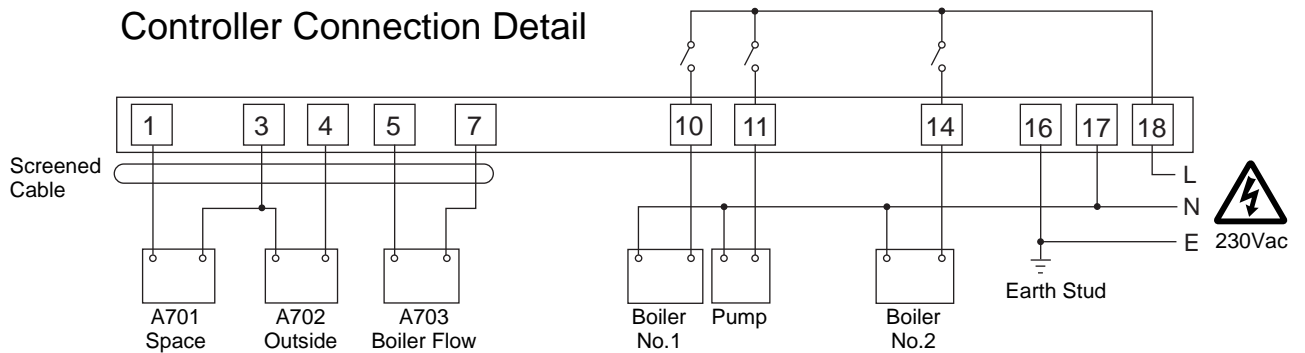 Controller Connection Detail
1 3 4 5 7 10 11 14 16 17 18
Screened
Cable
L
N
E 230Vac
Earth Stud
A701 A702 A703 Boiler Pump Boiler
Space Outside Boiler Flow No.1 No.2